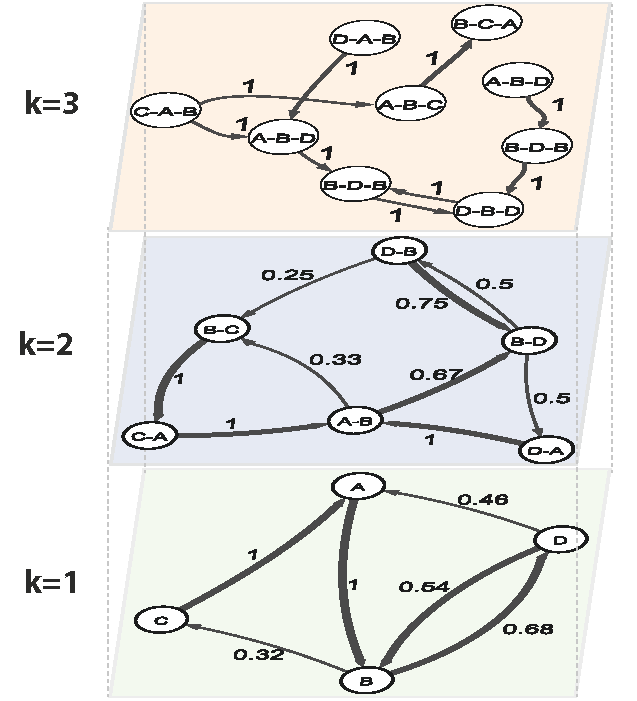 B-C-A
D-A-B
1
1
A-B-D
k=3
1
C-A-B
A-B-C
1
1
A-B-D
B-D-B
1
B-D-B
1
1
1
D-B-D
D-B
0.25
0.5
0.75
B-C
B-D
k=2
0.33
0.67
1
0.5
A-B
1
C-A
1
D-A
A
0.46
D
1
k=1
1
0.54
C
0.68
0.32
B